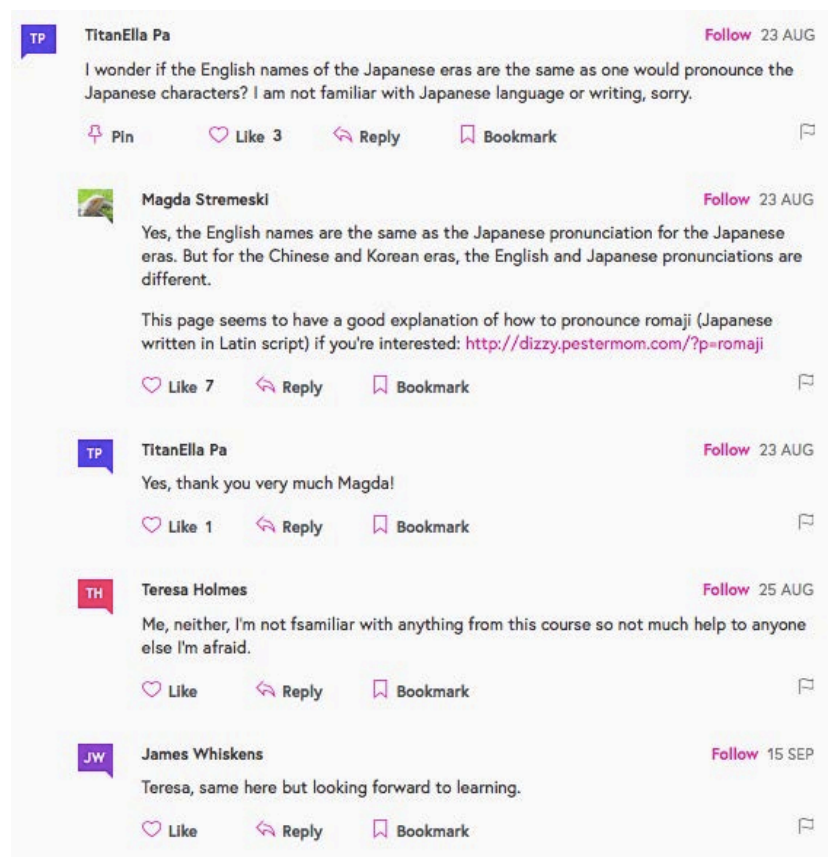 TP TitanElla Pa Follow 23 AUG
I wonder if the English names of the Japanese eras are the same as one would pronounce the
Japanese characters? I am not familiar with Japanese language or writing, sorry.
Pin Like 3 Reply Bookmark
Magda Stremeski Follow 23 AUG
Yes, the English names are the same as the Japanese pronunciation for the Japanese
eras. But for the Chinese and Korean eras, the English and Japanese pronunciations are
different.
This page seems to have a good explanation of how to pronounce romaji (Japanese
written in Latin script) if you're interested: http://dizzy.pestermom.com/?p=romaji
Like 7 Reply Bookmark
TP TitanElla Pa Follow 23 AUG
Yes, thank you very much Magda!
Like 1 Reply Bookmark
TH Teresa Holmes Follow 25 AUG
Me, neither, I'm not fsamiliar with anything from this course so not much help to anyone
else I'm afraid.
Like Reply Bookmark
JW James Whiskens Follow 15 SEP
Teresa, same here but looking forward to learning.
Like Reply Bookmark